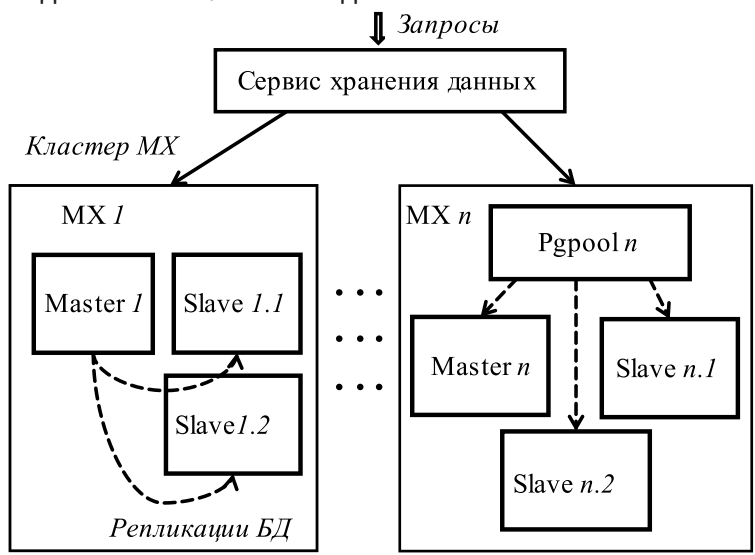 Запросы
Сервис хранения данных
Кластер МХ
МХ 1
Master 1
Slave 1.1
Slave1.2
Репликации БД
МХ n
Pgpool n
Master n
Slave n.1
Slave n.2